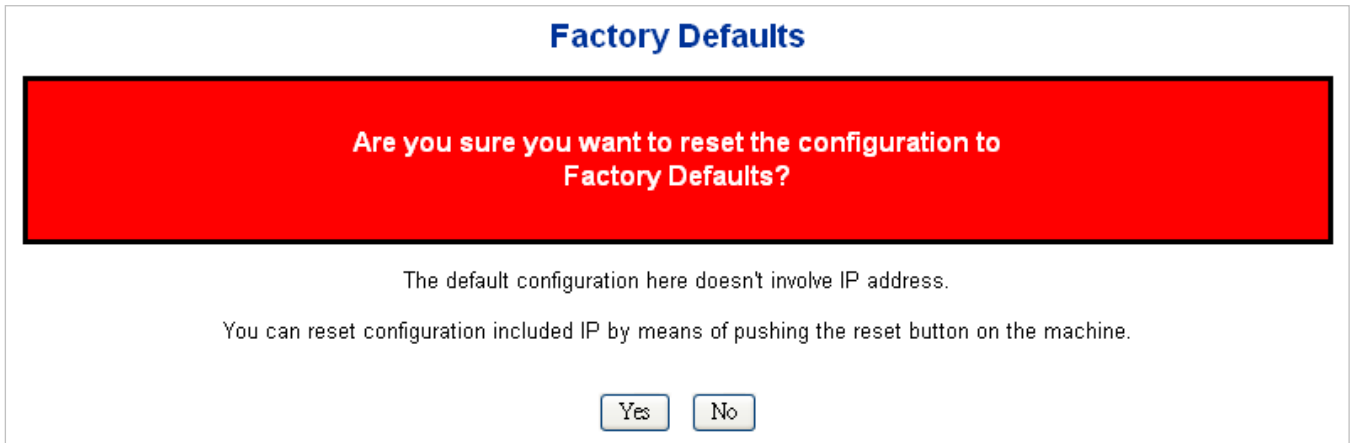 Factory Defaults
Are you sure you want to reset the configuration to
Factory Defaults?
The default configuration here doesn't involve IP address.
You can reset configuration included IP by means of pushing the reset button on the machine.
Yes No